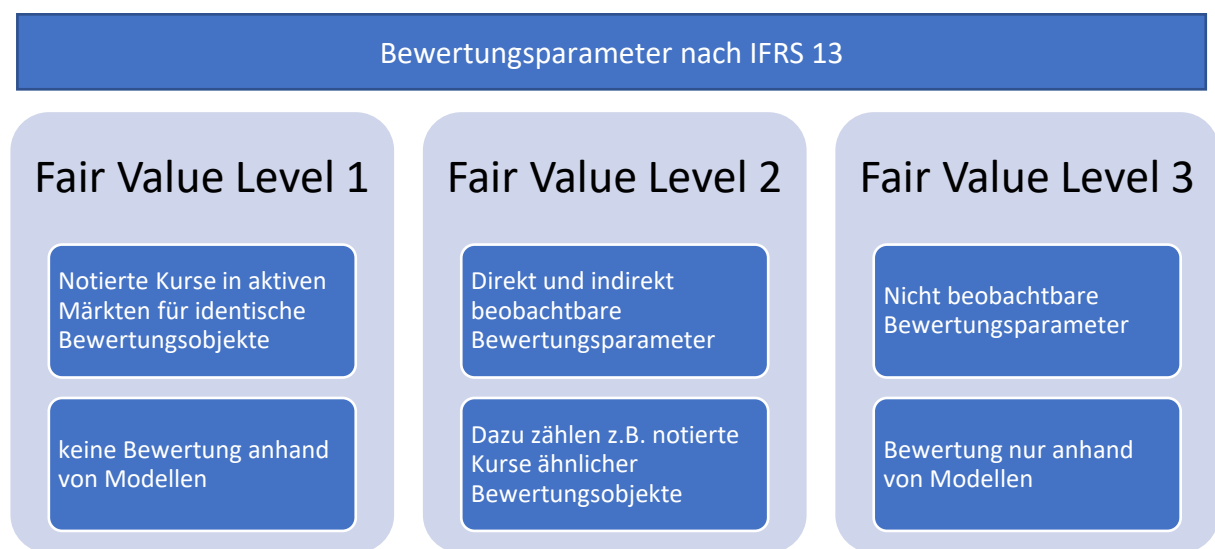 Bewertungsparameter nach IFRS 13
Fair Value Level 1
Notierte Kurse in aktiven
Märkten für identische
Bewertungsobjekte
keine Bewertung anhand
von Modellen
Fair Value Level 2
Direkt und indirekt
beobachtbare
Bewertungsparameter
Dazu zählen z.B. notierte
Kurse ähnlicher
Bewertungsobjekte
Fair Value Level 3
Nicht beobachtbare
Bewertungsparameter
Bewertung nur anhand
von Modellen